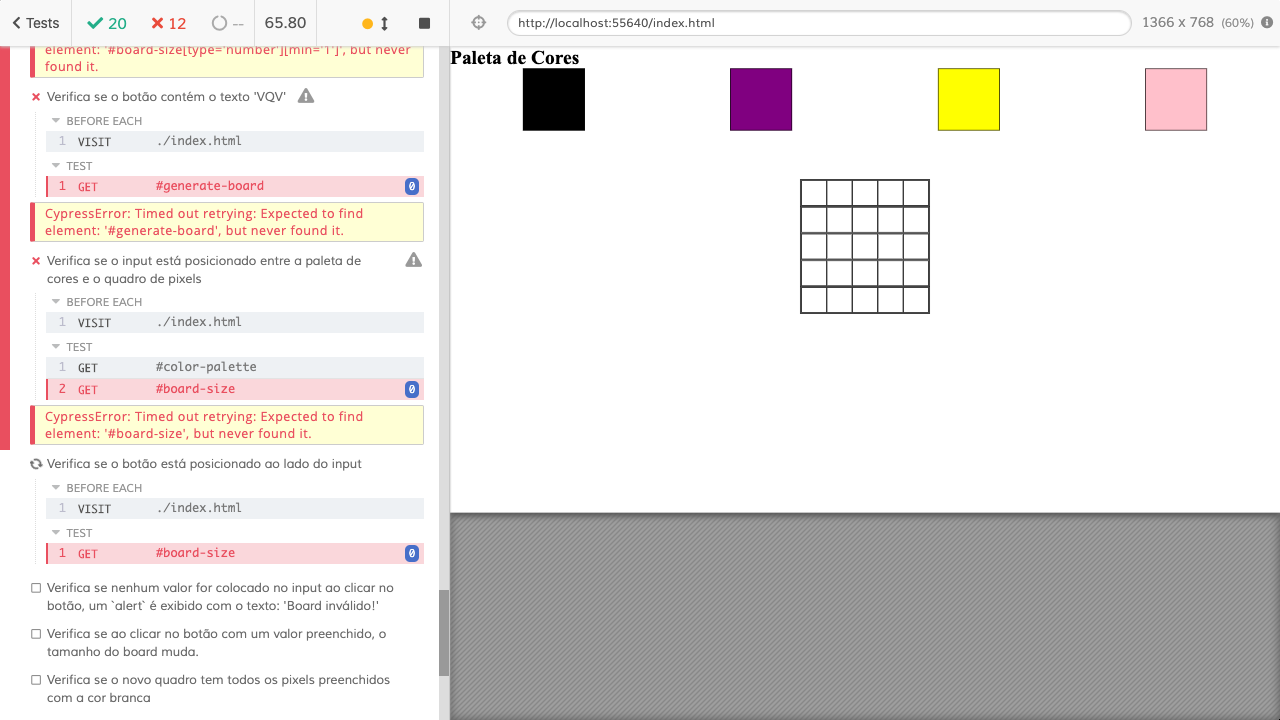 Tests
20
12
--
65.80
http://localhost:55640/index.html
1366 x 768 (60%)
element: '#board-size[type='number'][min='1']', but never
found it.
Verifica se o botão contém o texto 'VQV'
BEFORE EACH
1 VISIT ./index.html
TEST
1 GET #generate-board 0
CypressError: Timed out retrying: Expected to find
element: '#generate-board', but never found it.
Verifica se o input está posicionado entre a paleta de
cores e o quadro de pixels
BEFORE EACH
1 VISIT ./index.html
TEST
1 GET #color-palette
2 GET #board-size 0
CypressError: Timed out retrying: Expected to find
element: '#board-size', but never found it.
Verifica se o botão está posicionado ao lado do input
BEFORE EACH
1 VISIT ./index.html
TEST
1 GET #board-size 0
Verifica se nenhum valor for colocado no input ao clicar no
botão, um `alert` é exibido com o texto: 'Board inválido!'
Verifica se ao clicar no botão com um valor preenchido, o
tamanho do board muda.
Verifica se o novo quadro tem todos os pixels preenchidos
com a cor branca
Paleta de Cores